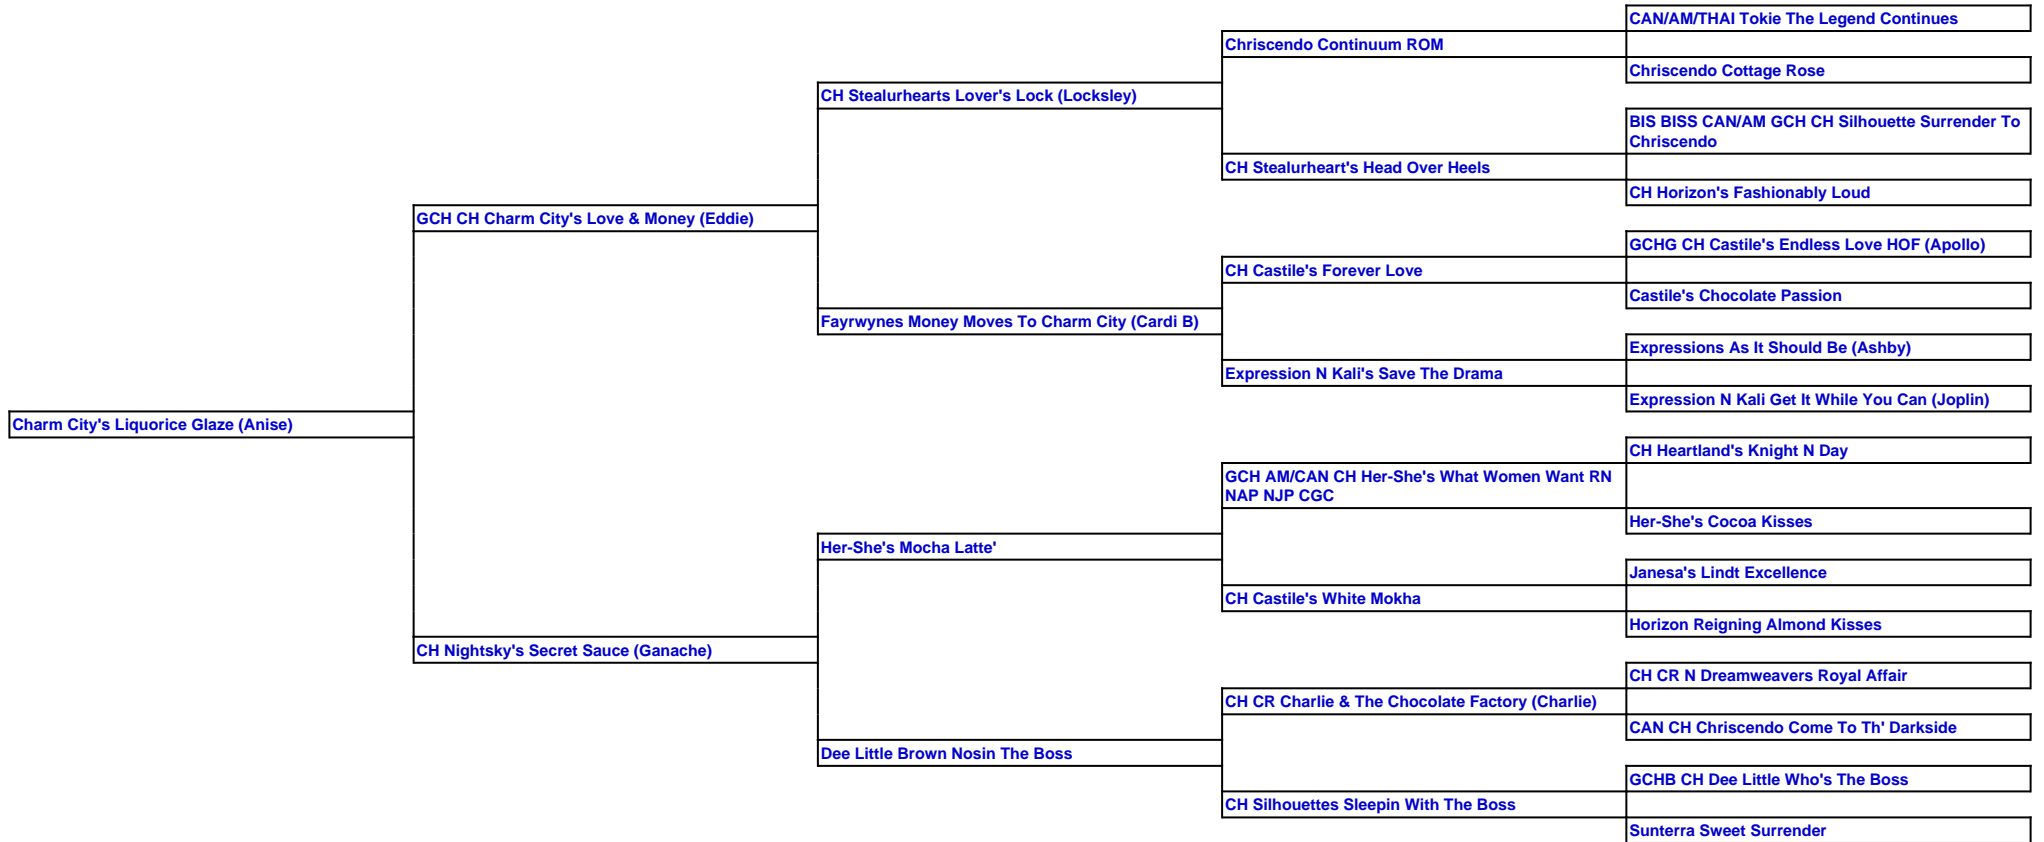 CAN/AM/THAI Tokie The Legend Continues
Chriscendo Continuum ROM
Chriscendo Cottage Rose
CH Stealurhearts Lover's Lock (Locksley)
BIS BISS CAN/AM GCH CH Silhouette Surrender To
Chriscendo
CH Stealurheart's Head Over Heels
CH Horizon's Fashionably Loud
GCH CH Charm City's Love & Money (Eddie)
GCHG CH Castile's Endless Love HOF (Apollo)
CH Castile's Forever Love
Castile's Chocolate Passion
Fayrwynes Money Moves To Charm City (Cardi B)
Expressions As It Should Be (Ashby)
Expression N Kali's Save The Drama
Expression N Kali Get It While You Can (Joplin)
Charm City's Liquorice Glaze (Anise)
CH Heartland's Knight N Day
GCH AM/CAN CH Her-She's What Women Want RN
NAP NJP CGC
Her-She's Cocoa Kisses
Her-She's Mocha Latte'
Janesa's Lindt Excellence
CH Castile's White Mokha
Horizon Reigning Almond Kisses
CH Nightsky's Secret Sauce (Ganache)
CH CR N Dreamweavers Royal Affair
CH CR Charlie & The Chocolate Factory (Charlie)
CAN CH Chriscendo Come To Th' Darkside
Dee Little Brown Nosin The Boss
GCHB CH Dee Little Who's The Boss
CH Silhouettes Sleepin With The Boss
Sunterra Sweet Surrender